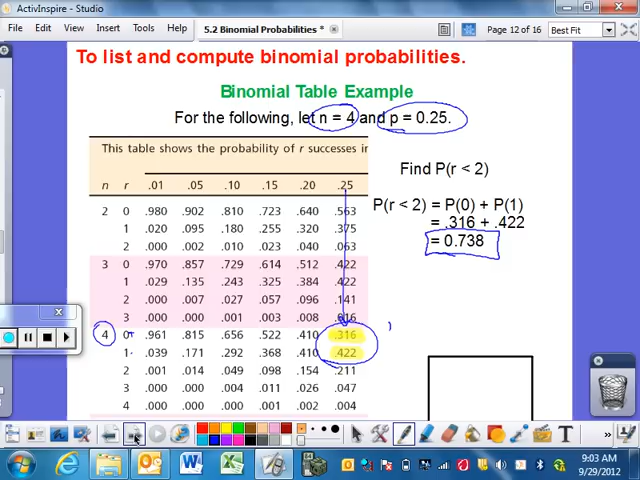 ActivInspire - Studio
File Edit View Insert Tools Help
5.2 Binomial Probabilities *
Page 12 of 16
Best Fit
To list and compute binomial probabilities.
Binomial Table Example
For the following, let n = 4 and p = 0.25.
This table shows the probability of r successes in
n r .01 .05 .10 .15 .20 .25
2 0 .980 .902 .810 .723 .640 .563
1 .020 .095 .180 .255 .320 .375
2 .000 .002 .010 .023 .040 .063
3 0 .970 .857 .729 .614 .512 .422
1 .029 .135 .243 .325 .384 .422
2 .000 .007 .027 .057 .096 .141
3 .000 .000 .001 .003 .008 .016
4 0 .961 .815 .656 .522 .410 .316
1 .039 .171 .292 .368 .410 .422
2 .001 .014 .049 .098 .154 .211
3 .000 .000 .004 .011 .026 .047
4 .000 .000 .000 .001 .002 .004
Find P(r < 2)
P(r < 2) = P(0) + P(1)
= .316 + .422
= 0.738
9:03 AM
9/29/2012